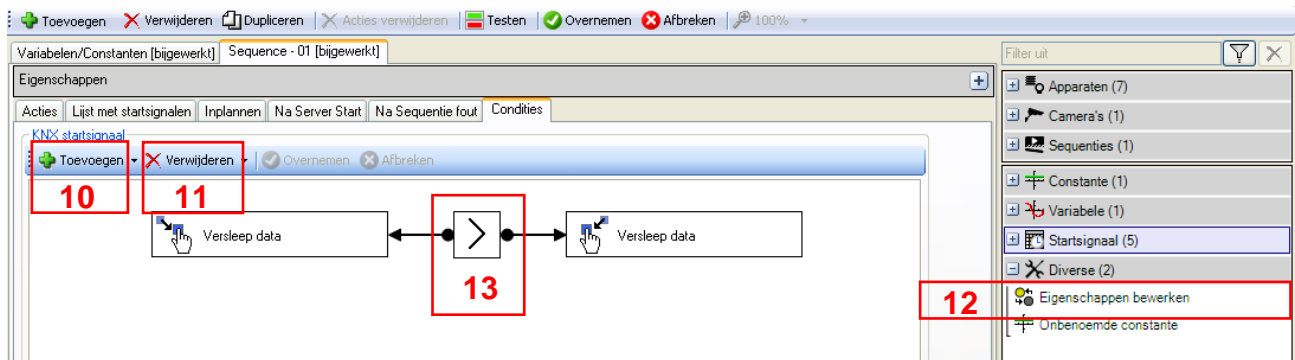 Toevoegen Verwijderen Dupliceren Acties verwijderen Testen Overnemen Afbreken 100%
Variabelen/Constanten [bijgewerkt] Sequence - 01 [bijgewerkt]
Filter uit
Eigenschappen
Apparaten (7)
Acties Lijst met startsignalen Inplannen Na Server Start Na Sequentie fout Condities
Camera's (1)
KNX startsignaal
Sequenties (1)
Toevoegen Verwijderen Overnemen Afbreken
10 11
Constante (1)
Variabele (1)
Versleep data > Versleep data
Startsignaal (5)
Diverse (2)
13
12 Eigenschappen bewerken
Onbenoemde constante